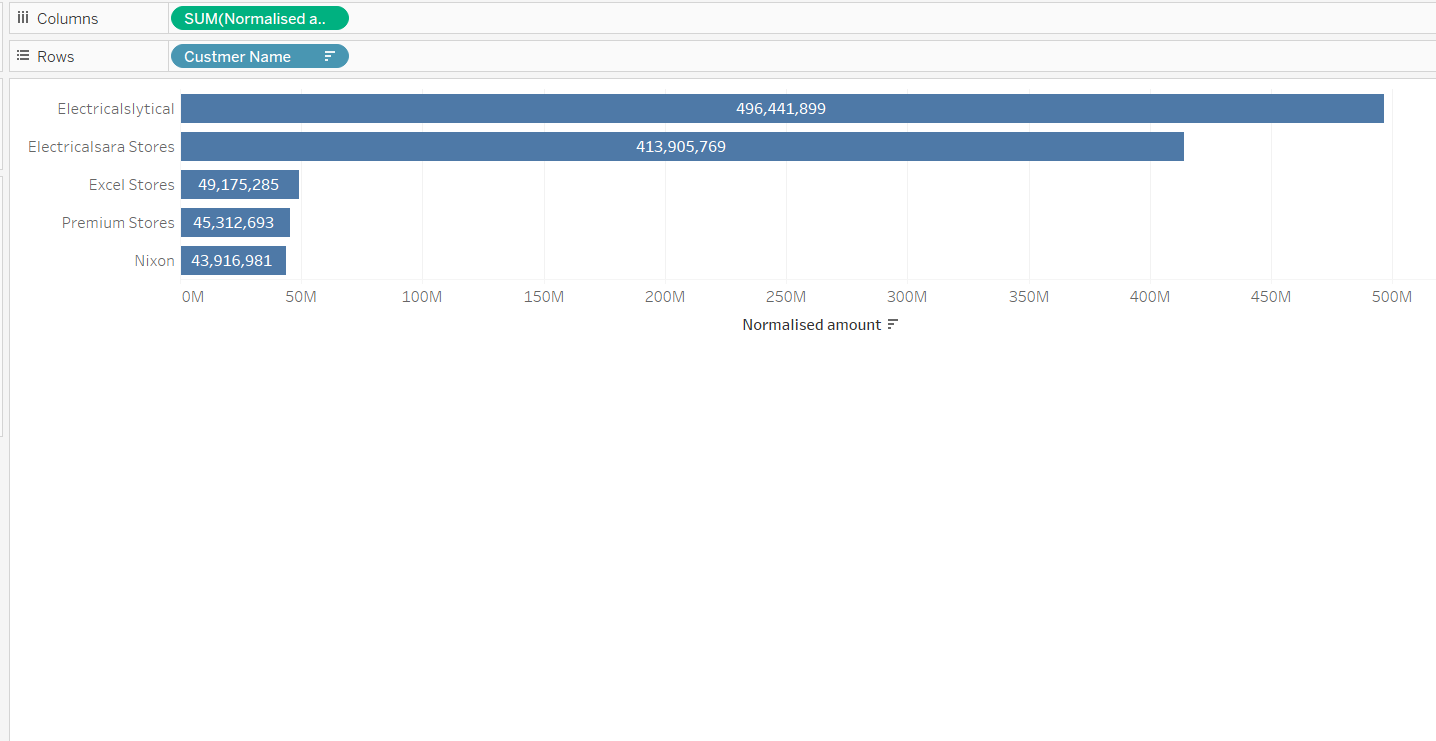 Columns SUM(Normalised a..
Rows Custmer Name
Electricalslytical 496,441,899
Electricalsara Stores 413,905,769
Excel Stores 49,175,285
Premium Stores 45,312,693
Nixon 43,916,981
0M 50M 100M 150M 200M 250M 300M 350M 400M 450M 500M
Normalised amount